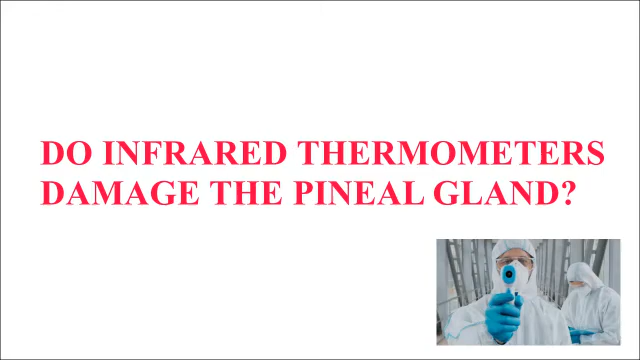 DO INFRARED THERMOMETERS
DAMAGE THE PINEAL GLAND?